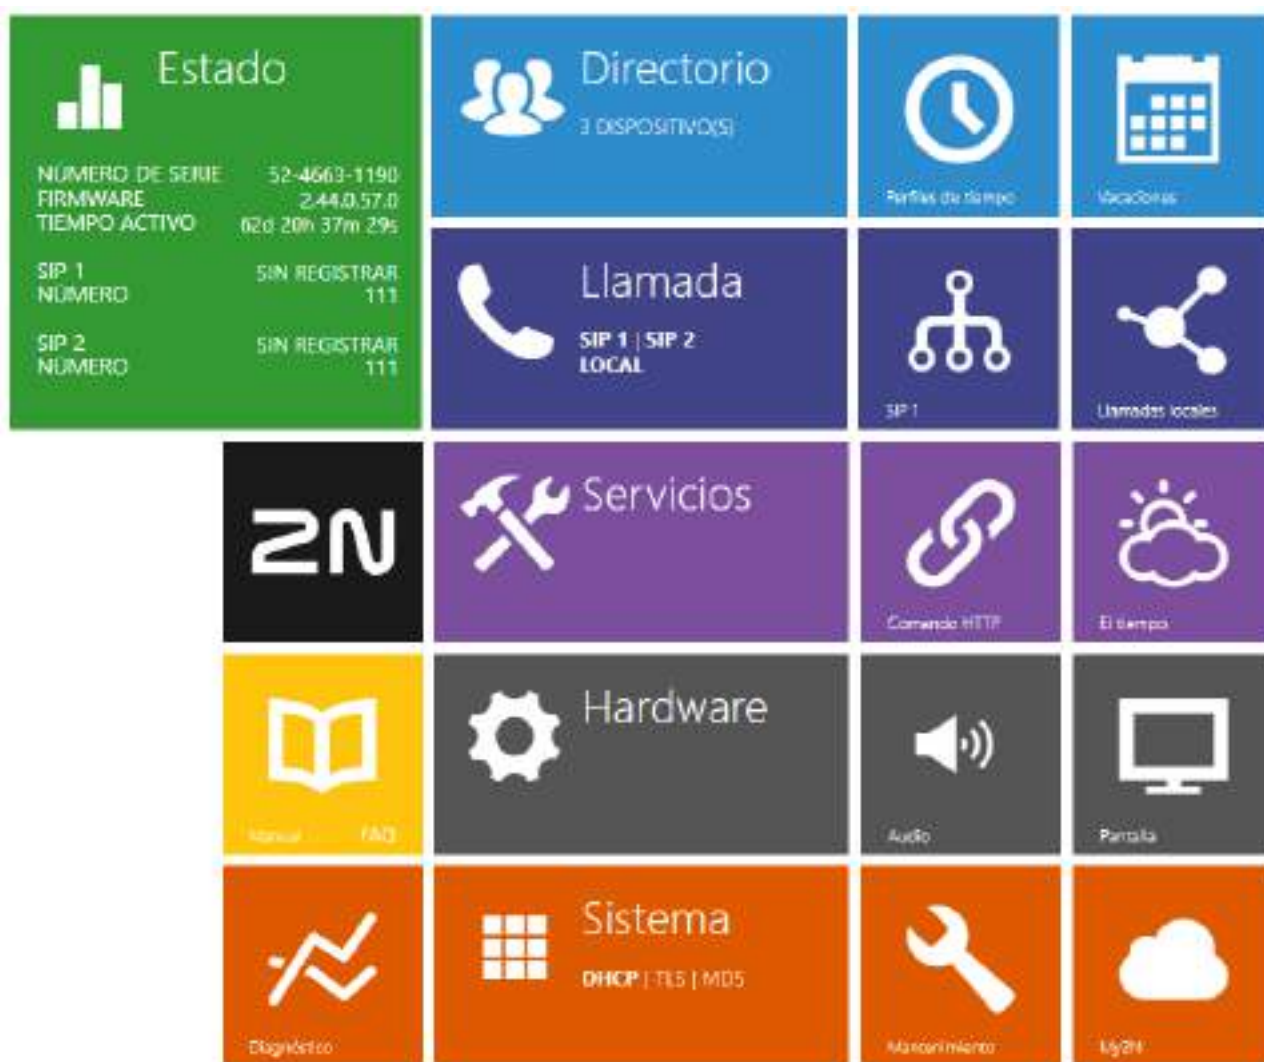 Estado
NÚMERO DE SERIE 52-4663-1190
FIRMWARE 2.44.0.57.0
TIEMPO ACTIVO 62d 20h 37m 29s
SIP 1 SIN REGISTRAR
NÚMERO 111
SIP 2 SIN REGISTRAR
NÚMERO 111
Directorio
3 DISPOSITIVO(S)
Perfiles de tiempo
Vacaciones
Llamada
SIP 1 | SIP 2
LOCAL
SIP 1
Llamadas locales
2N
Servicios
Comando HTTP
El tiempo
Manual FAQ
Hardware
Audio
Pantalla
Diagnóstico
Sistema
DHCP | TLS | MD5
Mantenimiento
My2N